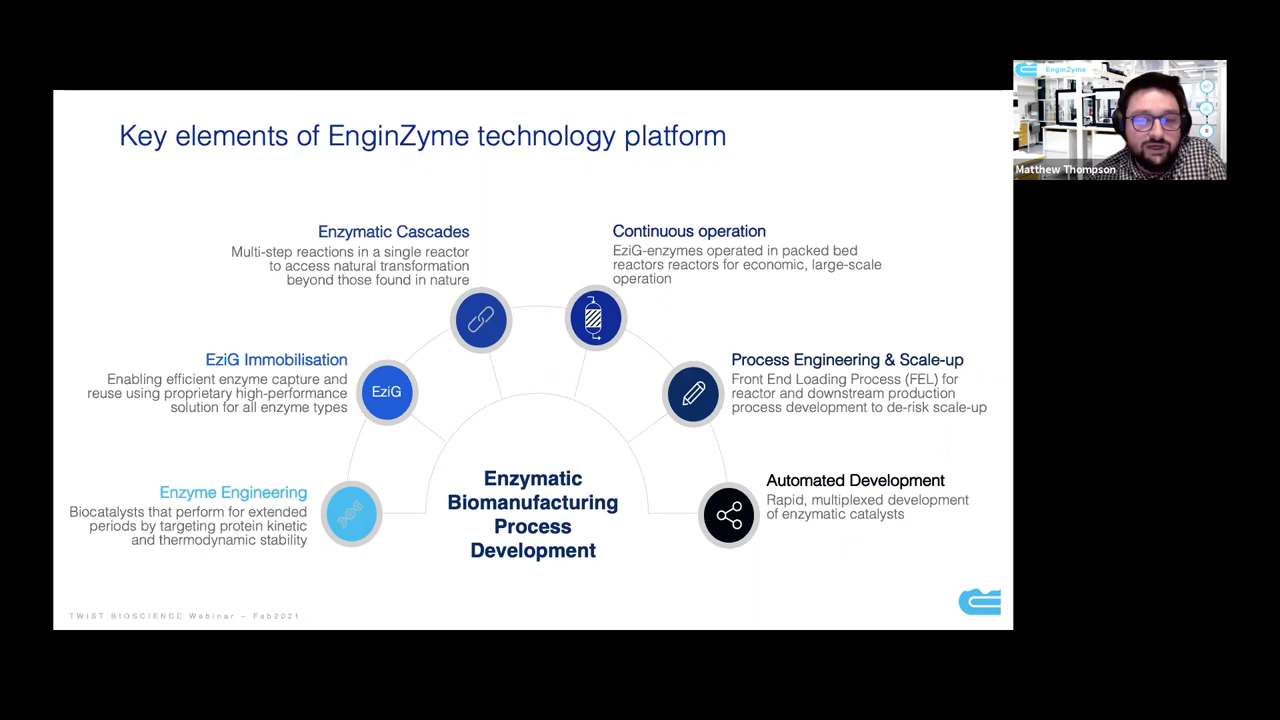 Key elements of EnginZyme technology platform
Enzymatic Cascades
Multi-step reactions in a single reactor
to access natural transformation
beyond those found in nature
Continuous operation
EziG-enzymes operated in packed bed
reactors reactors for economic, large-scale
operation
EziG Immobilisation
Enabling efficient enzyme capture and
reuse using proprietary high-performance
solution for all enzyme types
EziG
Process Engineering & Scale-up
Front End Loading Process (FEL) for
reactor and downstream production
process development to de-risk scale-up
Enzyme Engineering
Biocatalysts that perform for extended
periods by targeting protein kinetic
and thermodynamic stability
Enzymatic
Biomanufacturing
Process
Development
Automated Development
Rapid, multiplexed development
of enzymatic catalysts
TWIST BIOSCIENCE Webinar – Feb2021
EnginZyme
Matthew Thompson